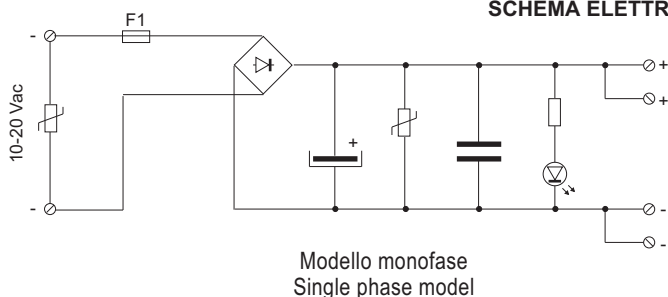 SCHEMA ELETTR
F1
-
+
+
10-20 Vac
+
-
-
-
Modello monofase
Single phase model